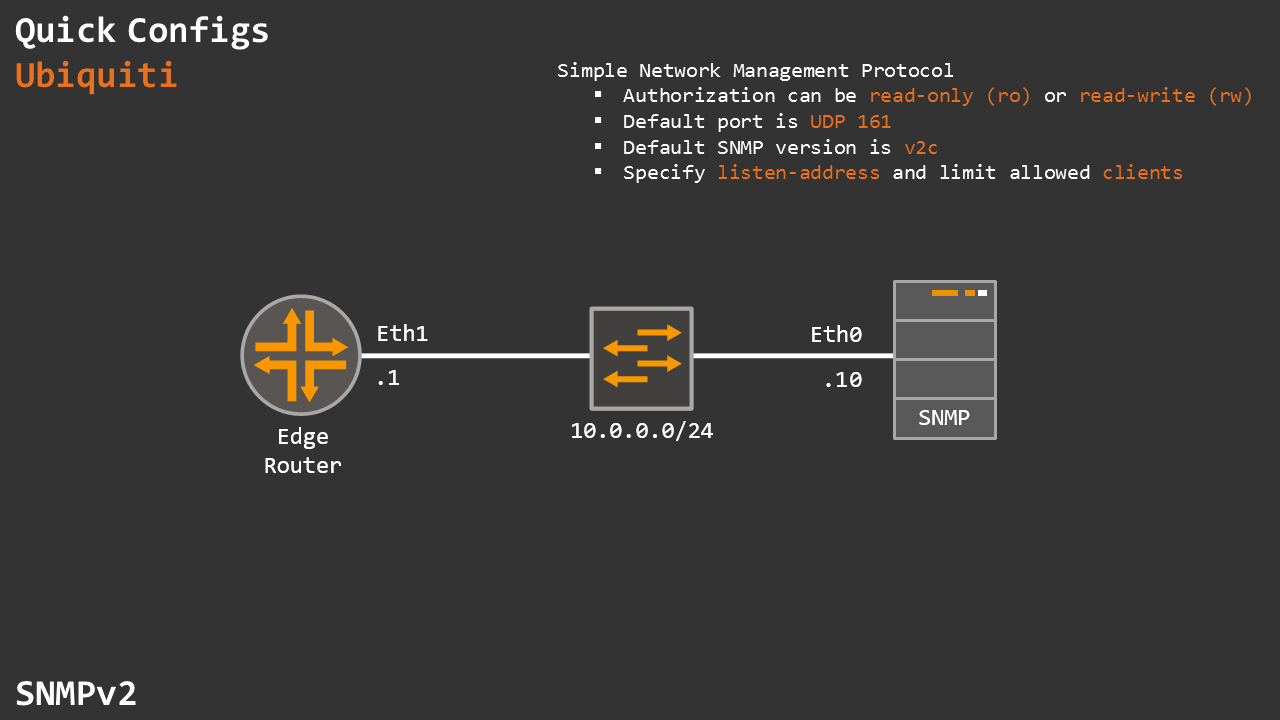 Quick Configs
Ubiquiti
Simple Network Management Protocol
▪ Authorization can be read-only (ro) or read-write (rw)
▪ Default port is UDP 161
▪ Default SNMP version is v2c
▪ Specify listen-address and limit allowed clients
Eth1
.1
Eth0
.10
Edge
Router
10.0.0.0/24
SNMP
SNMPv2